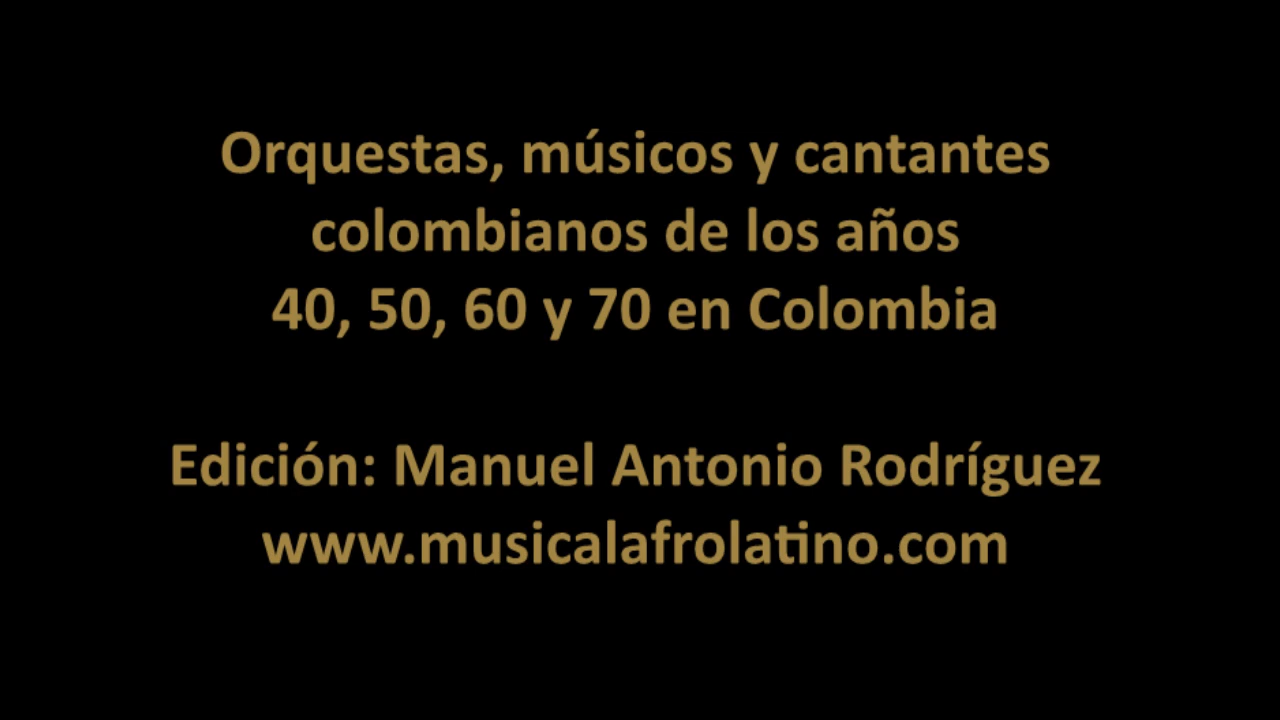 Orquestas, músicos y cantantes
colombianos de los años
40, 50, 60 y 70 en Colombia
Edición: Manuel Antonio Rodríguez
www.musicalafrolatino.com